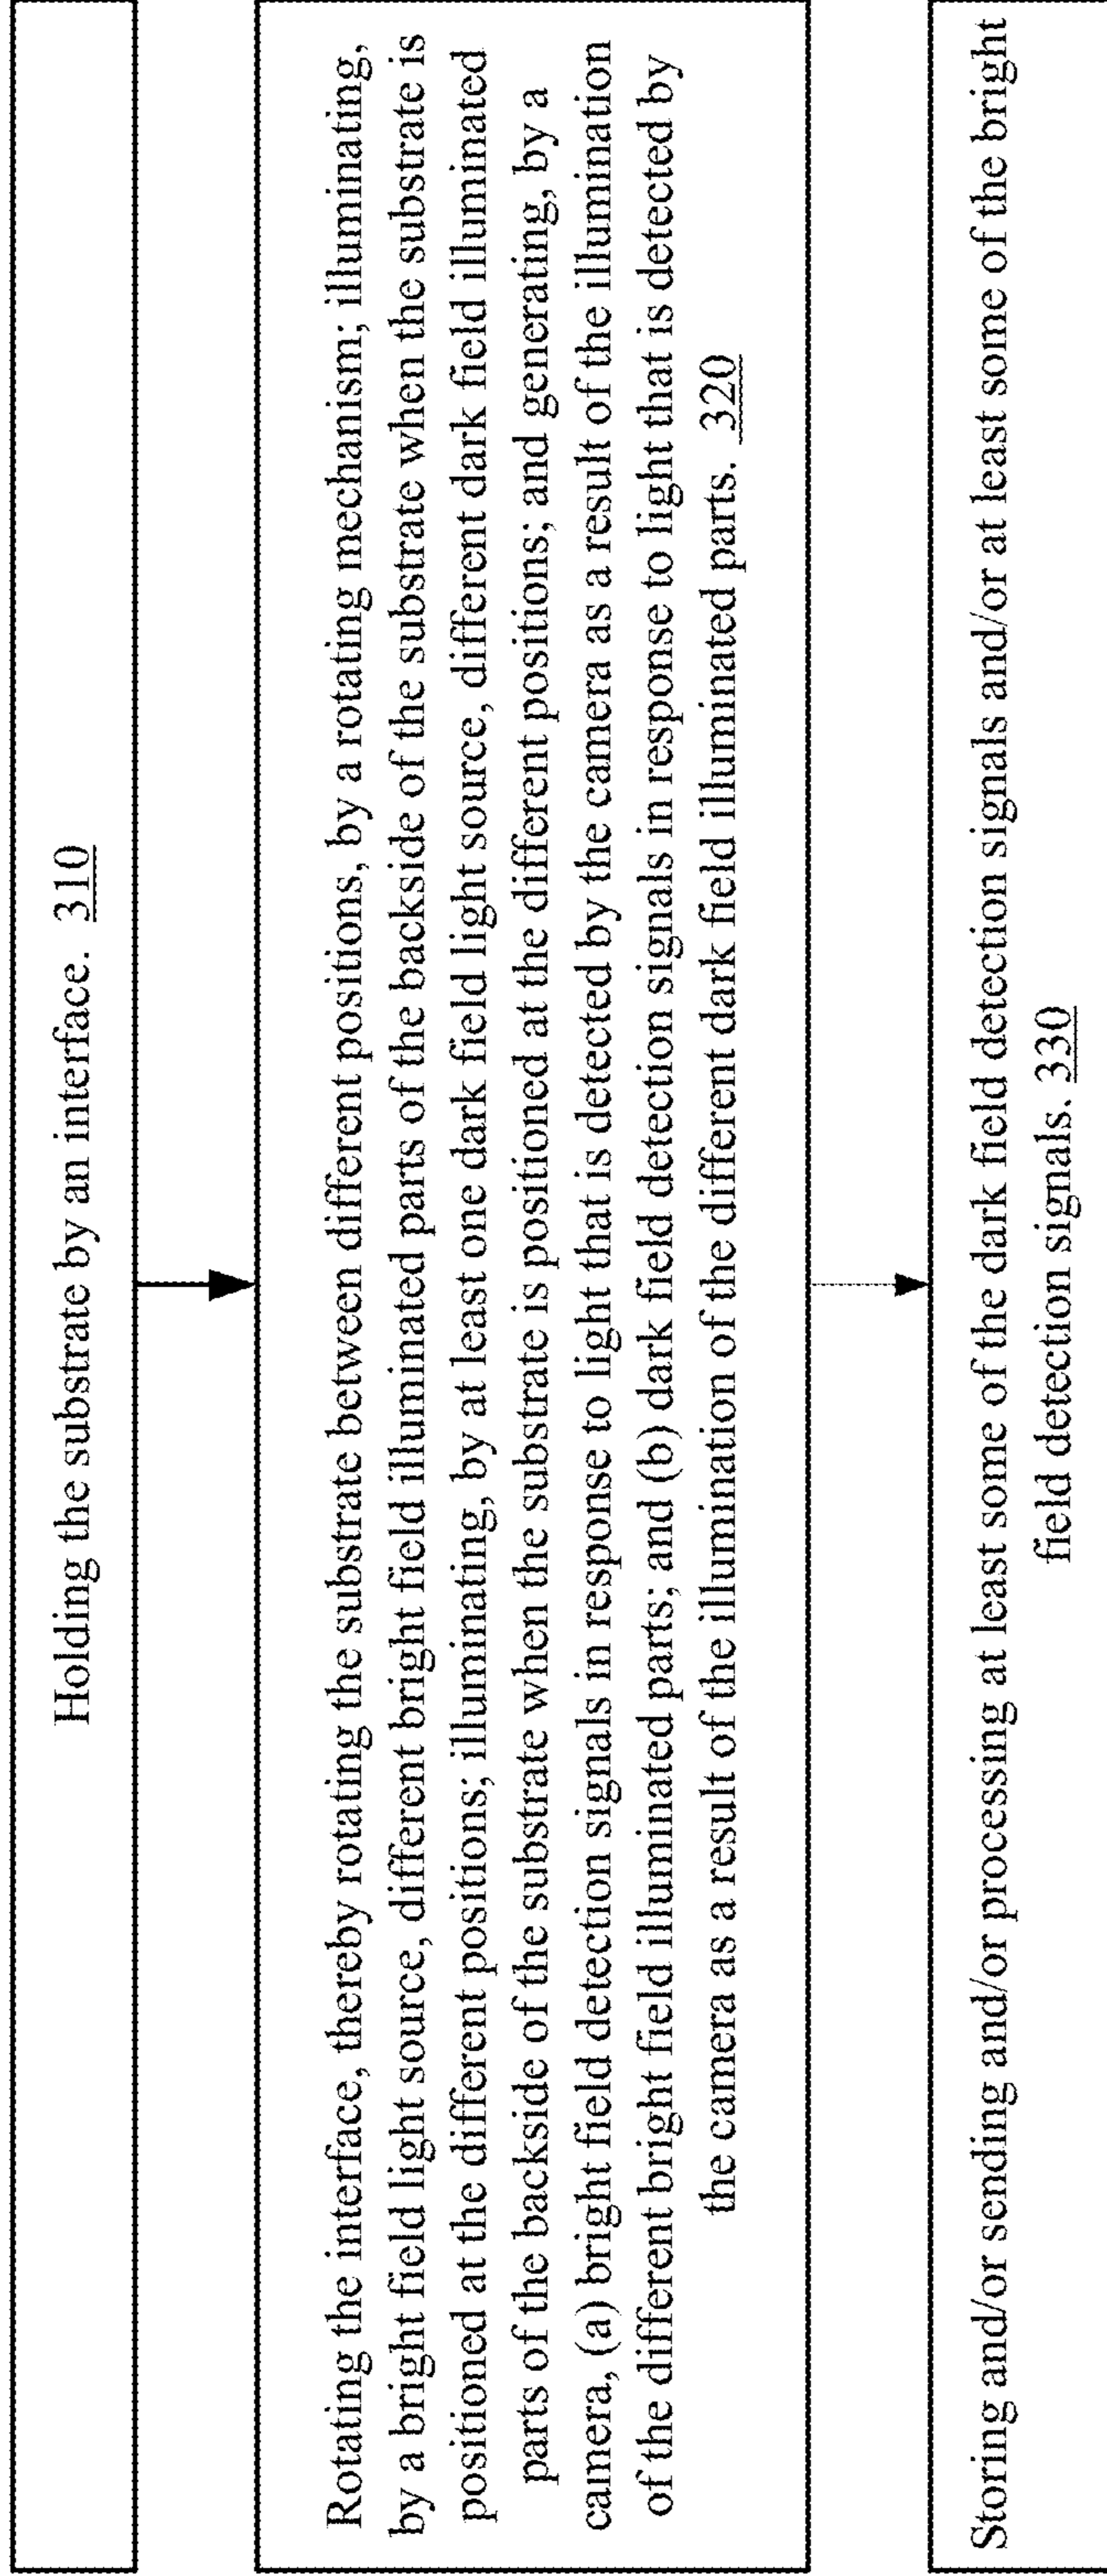 Holding the substrate by an interface. 310
Rotating the interface, thereby rotating the substrate between different positions, by a rotating mechanism; illuminating,
by a bright field light source, different bright field illuminated parts of the backside of the substrate when the substrate is
positioned at the different positions; illuminating, by at least one dark field light source, different dark field illuminated
parts of the backside of the substrate when the substrate is positioned at the different positions; and generating, by a
camera, (a) bright field detection signals in response to light that is detected by the camera as a result of the illumination
of the different bright field illuminated parts; and (b) dark field detection signals in response to light that is detected by
the camera as a result of the illumination of the different dark field illuminated parts. 320
Storing and/or sending and/or processing at least some of the dark field detection signals and/or at least some of the bright
field detection signals. 330